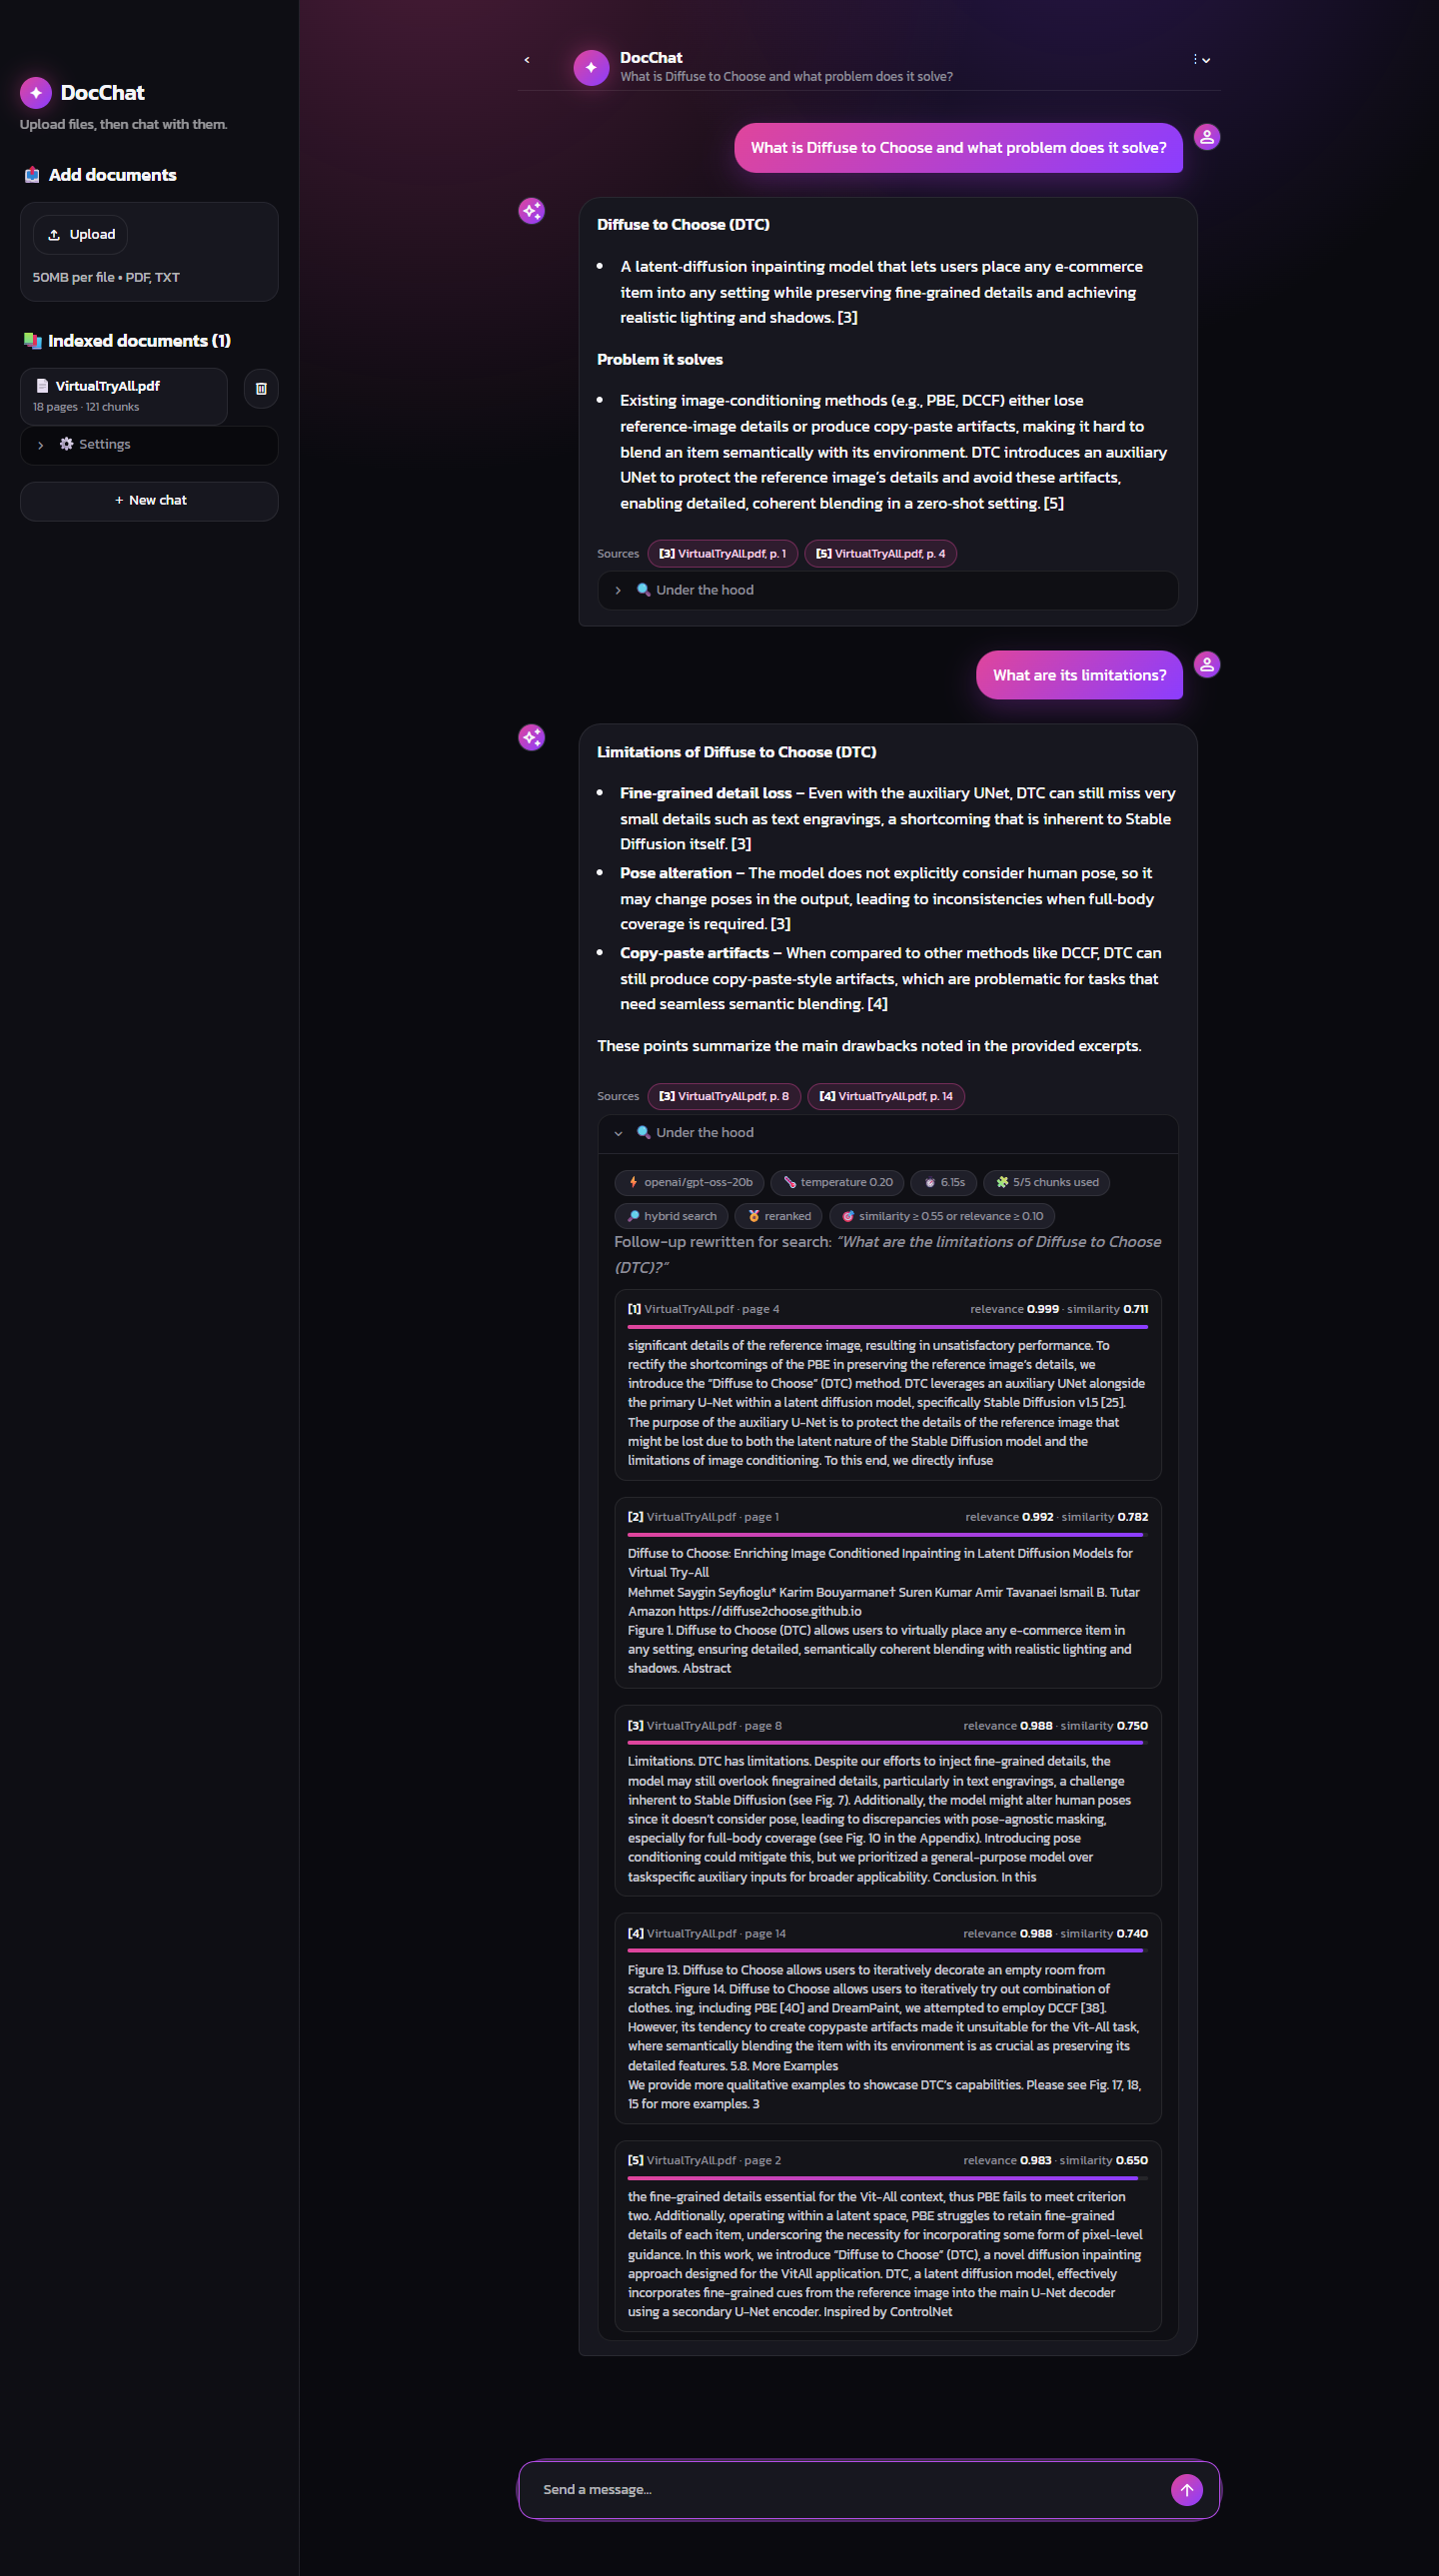 DocChat
Upload files, then chat with them.
Add documents
Upload
50MB per file • PDF, TXT
Indexed documents (1)
VirtualTryAll.pdf
18 pages · 121 chunks
Settings
+ New chat
DocChat
What is Diffuse to Choose and what problem does it solve?
What is Diffuse to Choose and what problem does it solve?
Diffuse to Choose (DTC)
• A latent-diffusion inpainting model that lets users place any e-commerce
item into any setting while preserving fine-grained details and achieving
realistic lighting and shadows. [3]
Problem it solves
• Existing image-conditioning methods (e.g., PBE, DCCF) either lose
reference-image details or produce copy-paste artifacts, making it hard to
blend an item semantically with its environment. DTC introduces an auxiliary
UNet to protect the reference image's details and avoid these artifacts,
enabling detailed, coherent blending in a zero-shot setting. [5]
Sources [3] VirtualTryAll.pdf, p. 1 [5] VirtualTryAll.pdf, p. 4
Under the hood
What are its limitations?
Limitations of Diffuse to Choose (DTC)
• Fine-grained detail loss – Even with the auxiliary UNet, DTC can still miss very
small details such as text engravings, a shortcoming that is inherent to Stable
Diffusion itself. [3]
• Pose alteration – The model does not explicitly consider human pose, so it
may change poses in the output, leading to inconsistencies when full-body
coverage is required. [3]
• Copy-paste artifacts – When compared to other methods like DCCF, DTC can
still produce copy-paste-style artifacts, which are problematic for tasks that
need seamless semantic blending. [4]
These points summarize the main drawbacks noted in the provided excerpts.
Sources [3] VirtualTryAll.pdf, p. 8 [4] VirtualTryAll.pdf, p. 14
Under the hood
openai/gpt-oss-20b temperature 0.20 6.15s 5/5 chunks used
hybrid search reranked similarity ≥ 0.55 or relevance ≥ 0.10
Follow-up rewritten for search: "What are the limitations of Diffuse to Choose
(DTC)?"
[1] VirtualTryAll.pdf · page 4 relevance 0.999 · similarity 0.711
significant details of the reference image, resulting in unsatisfactory performance. To
rectify the shortcomings of the PBE in preserving the reference image's details, we
introduce the "Diffuse to Choose" (DTC) method. DTC leverages an auxiliary UNet alongside
the primary U-Net within a latent diffusion model, specifically Stable Diffusion v1.5 [25].
The purpose of the auxiliary U-Net is to protect the details of the reference image that
might be lost due to both the latent nature of the Stable Diffusion model and the
limitations of image conditioning. To this end, we directly infuse
[2] VirtualTryAll.pdf · page 1 relevance 0.992 · similarity 0.782
Diffuse to Choose: Enriching Image Conditioned Inpainting in Latent Diffusion Models for
Virtual Try-All
Mehmet Saygin Seyfioglu* Karim Bouyarmane† Suren Kumar Amir Tavanaei Ismail B. Tutar
Amazon https://diffuse2choose.github.io
Figure 1. Diffuse to Choose (DTC) allows users to virtually place any e-commerce item in
any setting, ensuring detailed, semantically coherent blending with realistic lighting and
shadows. Abstract
[3] VirtualTryAll.pdf · page 8 relevance 0.988 · similarity 0.750
Limitations. DTC has limitations. Despite our efforts to inject fine-grained details, the
model may still overlook finegrained details, particularly in text engravings, a challenge
inherent to Stable Diffusion (see Fig. 7). Additionally, the model might alter human poses
since it doesn't consider pose, leading to discrepancies with pose-agnostic masking,
especially for full-body coverage (see Fig. 10 in the Appendix). Introducing pose
conditioning could mitigate this, but we prioritized a general-purpose model over
taskspecific auxiliary inputs for broader applicability. Conclusion. In this
[4] VirtualTryAll.pdf · page 14 relevance 0.988 · similarity 0.740
Figure 13. Diffuse to Choose allows users to iteratively decorate an empty room from
scratch. Figure 14. Diffuse to Choose allows users to iteratively try out combination of
clothes. ing, including PBE [40] and DreamPaint, we attempted to employ DCCF [38].
However, its tendency to create copypaste artifacts made it unsuitable for the Vit-All task,
where semantically blending the item with its environment is as crucial as preserving its
detailed features. 5.8. More Examples
We provide more qualitative examples to showcase DTC's capabilities. Please see Fig. 17, 18,
15 for more examples. 3
[5] VirtualTryAll.pdf · page 2 relevance 0.983 · similarity 0.650
the fine-grained details essential for the Vit-All context, thus PBE fails to meet criterion
two. Additionally, operating within a latent space, PBE struggles to retain fine-grained
details of each item, underscoring the necessity for incorporating some form of pixel-level
guidance. In this work, we introduce "Diffuse to Choose" (DTC), a novel diffusion inpainting
approach designed for the VitAll application. DTC, a latent diffusion model, effectively
incorporates fine-grained cues from the reference image into the main U-Net decoder
using a secondary U-Net encoder. Inspired by ControlNet
Send a message...